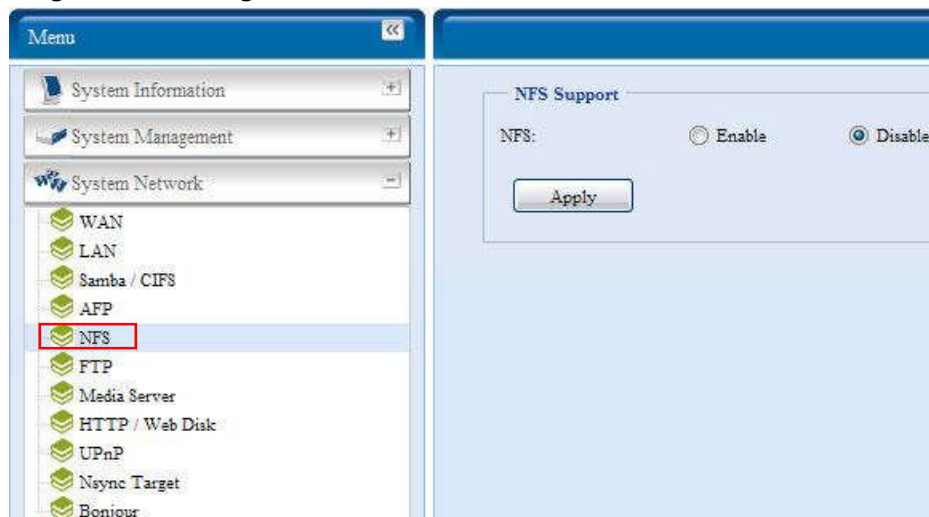 Menu
System Information
System Management
System Network
WAN
LAN
Samba / CIFS
AFP
NFS
FTP
Media Server
HTTP / Web Disk
UPnP
Nsync Target
Bonjour
NFS Support
NFS: Enable Disable
Apply